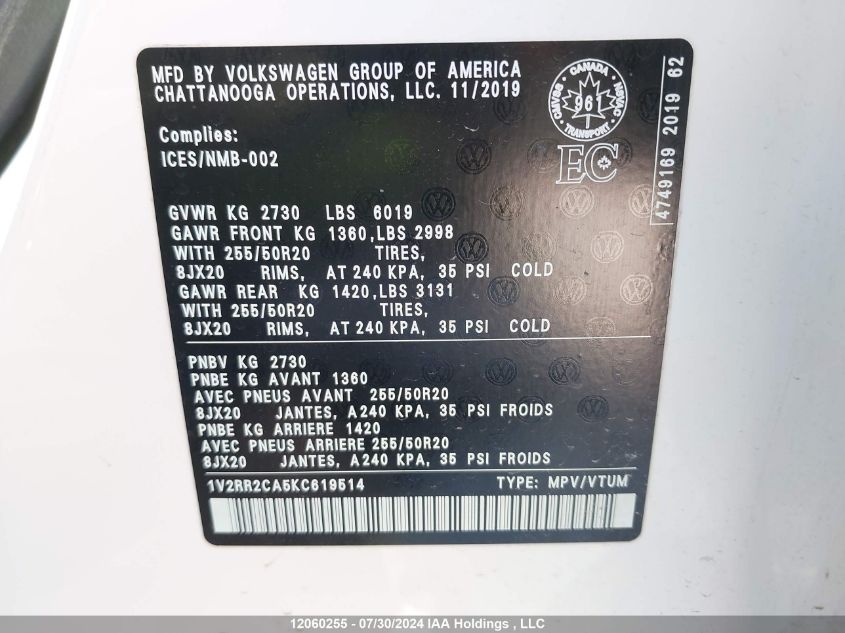 MFD BY VOLKSWAGEN GROUP OF AMERICA
CHATTANOOGA OPERATIONS, LLC. 11/2019
CANADA
CMVSS
961
NSVAC
TRANSPORT
EC
4749169 2019 62
Complies:
ICES/NMB-002
GVWR KG 2730 LBS 6019
GAWR FRONT KG 1360,LBS 2998
WITH 255/50R20 TIRES,
8JX20 RIMS, AT 240 KPA, 35 PSI COLD
GAWR REAR KG 1420,LBS 3131
WITH 255/50R20 TIRES,
8JX20 RIMS, AT 240 KPA, 35 PSI COLD
PNBV KG 2730
PNBE KG AVANT 1360
AVEC PNEUS AVANT 255/50R20
8JX20 JANTES, A 240 KPA, 35 PSI FROIDS
PNBE KG ARRIERE 1420
AVEC PNEUS ARRIERE 255/50R20
8JX20 JANTES, A 240 KPA, 35 PSI FROIDS
1V2RR2CA5KC619514 TYPE: MPV/VTUM
12060255 - 07/30/2024 IAA Holdings , LLC